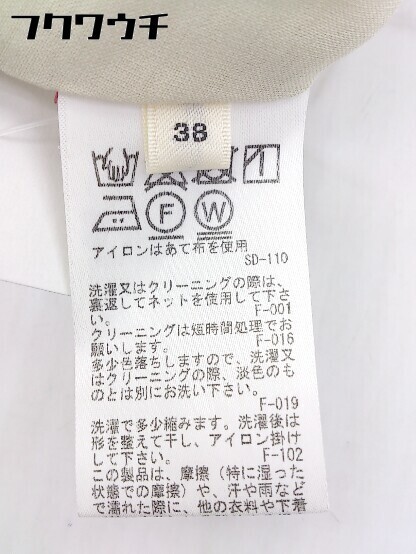 フクワウチ
38
F
W
アイロンはあて布を使用
SD-110
洗濯又はクリーニングの際は、
裏返してネットを使用して下さ
い。
F-001
クリーニングは短時間処理でお
願いします。
F-016
多少色落ちしますので、洗濯又
はクリーニングの際、淡色のも
のとは別にお洗い下さい。
F-019
洗濯で多少縮みます。洗濯後は
形を整えて干し、アイロン掛け
して下さい。
F-102
この製品は、摩擦（特に湿った
状態での摩擦）や、汗や雨など
で濡れた際に、他の衣料や下着